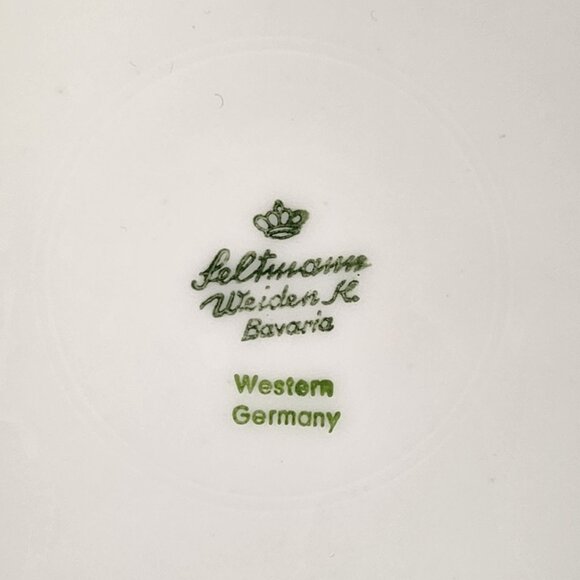 Seltmann
Weiden K.
Bavaria
Western
Germany